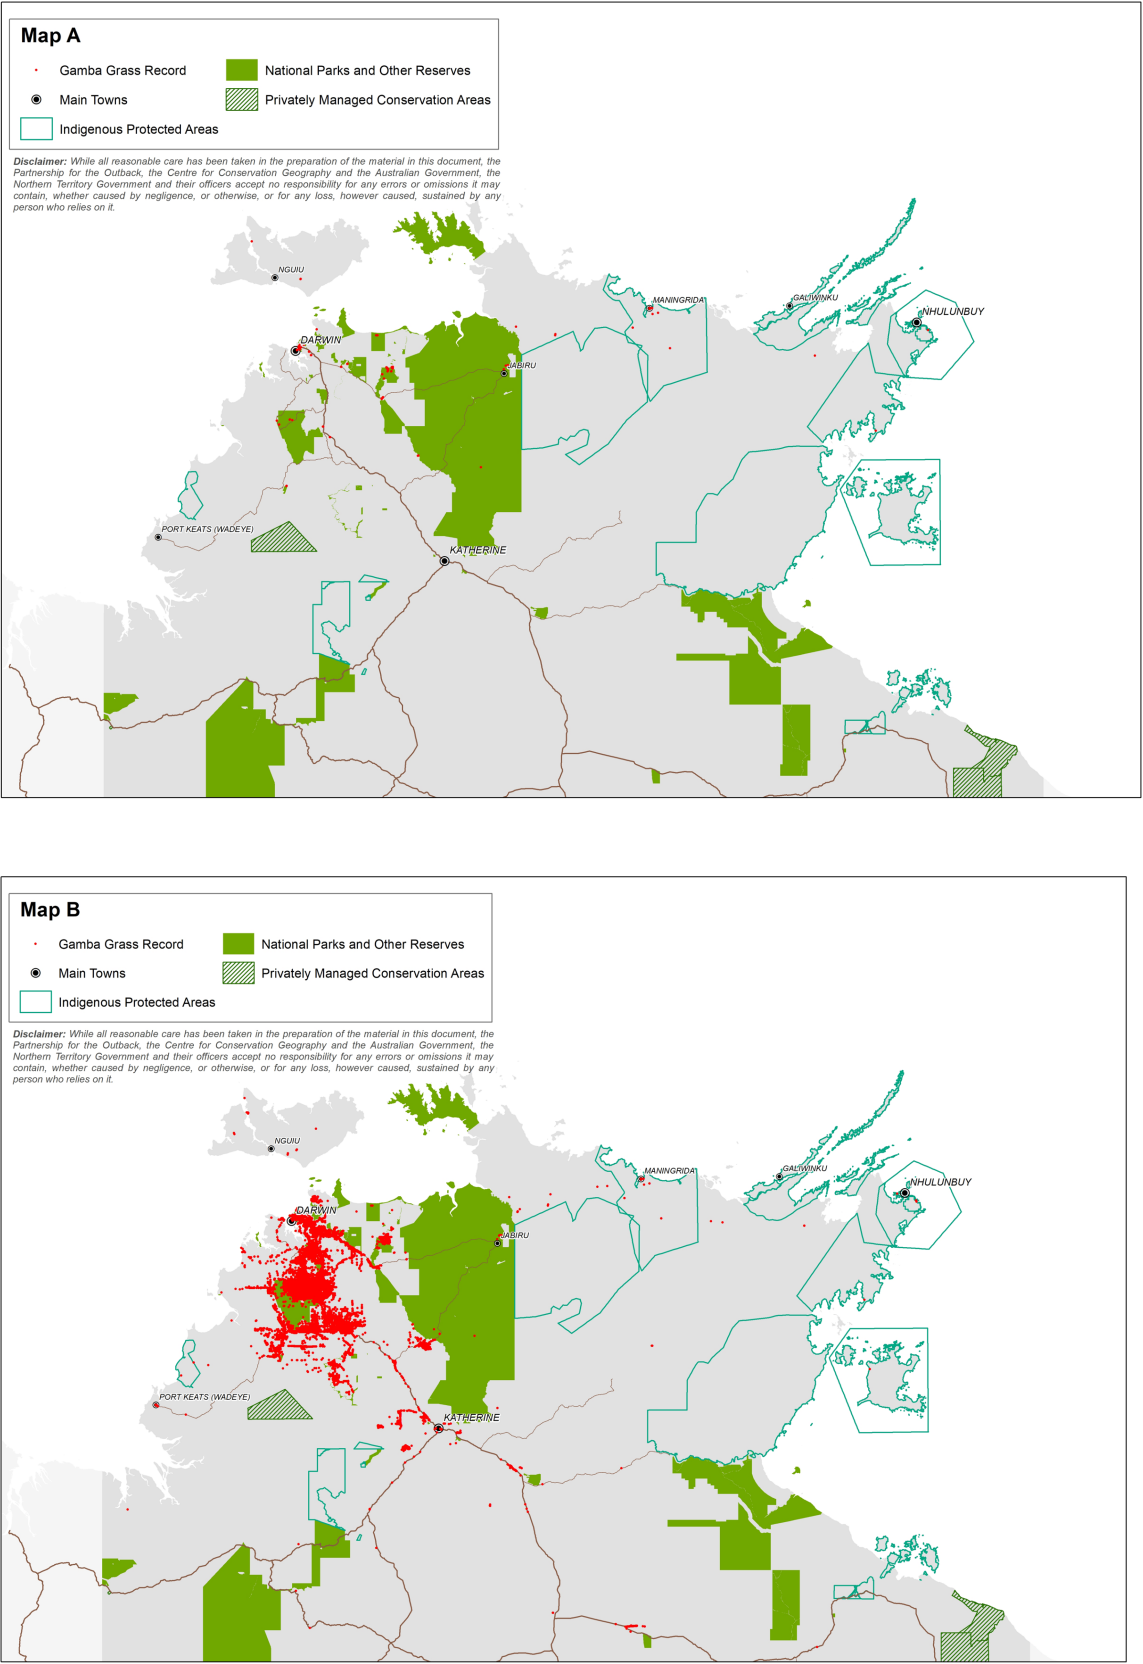 Map A
Gamba Grass Record
National Parks and Other Reserves
Main Towns
Privately Managed Conservation Areas
Indigenous Protected Areas
Disclaimer: While all reasonable care has been taken in the preparation of the material in this document, the
Partnership for the Outback, the Centre for Conservation Geography and the Australian Government, the
Northern Territory Government and their officers accept no responsibility for any errors or omissions it may
contain, whether caused by negligence, or otherwise, or for any loss, however caused, sustained by any
person who relies on it.
NGUIU
MANINGRIDA
GALIWINKU
NHULUNBUY
DARWIN
JABIRU
PORT KEATS (WADEYE)
KATHERINE
Map B
Gamba Grass Record
National Parks and Other Reserves
Main Towns
Privately Managed Conservation Areas
Indigenous Protected Areas
Disclaimer: While all reasonable care has been taken in the preparation of the material in this document, the
Partnership for the Outback, the Centre for Conservation Geography and the Australian Government, the
Northern Territory Government and their officers accept no responsibility for any errors or omissions it may
contain, whether caused by negligence, or otherwise, or for any loss, however caused, sustained by any
person who relies on it.
NGUIU
MANINGRIDA
GALIWINKU
NHULUNBUY
DARWIN
JABIRU
PORT KEATS (WADEYE)
KATHERINE